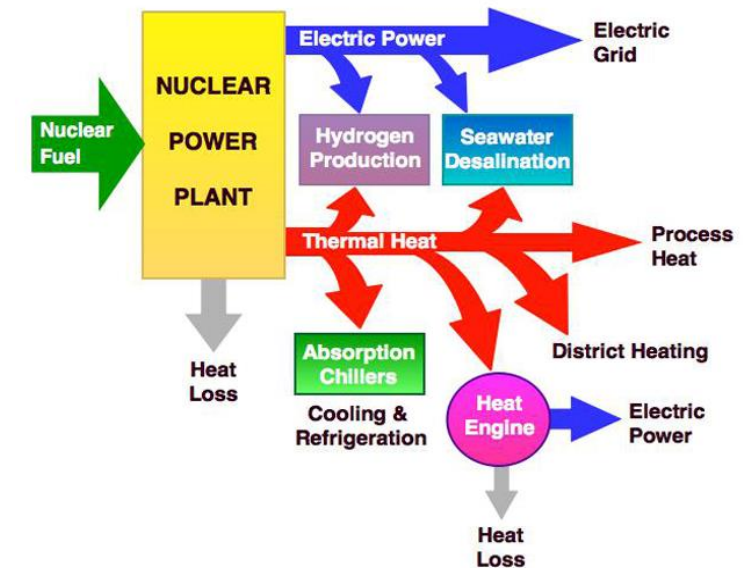 Electric Power
Electric
Grid
NUCLEAR
POWER
PLANT
Nuclear
Fuel
Hydrogen
Production
Seawater
Desalination
Thermal Heat
Process
Heat
Heat
Loss
Absorption
Chillers
Cooling &
Refrigeration
District Heating
Heat
Engine
Electric
Power
Heat
Loss